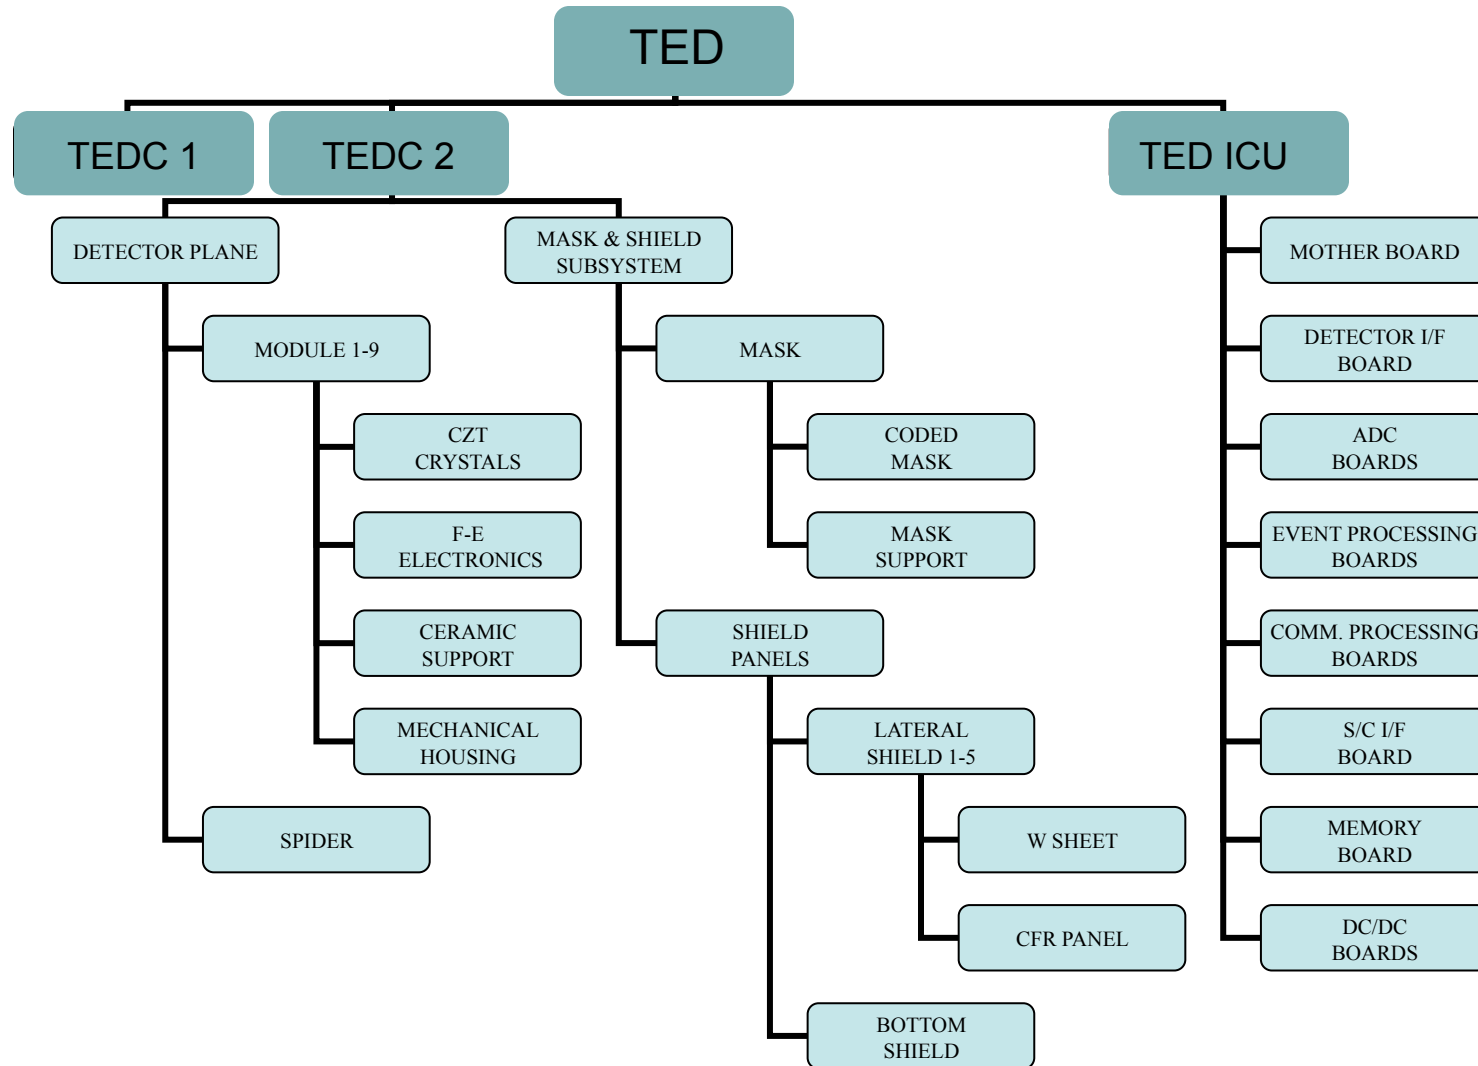 TED
TEDC 1
TEDC 2
TED ICU
DETECTOR PLANE
MASK & SHIELD
SUBSYSTEM
MOTHER BOARD
MODULE 1-9
MASK
DETECTOR I/F
BOARD
CZT
CRYSTALS
CODED
MASK
ADC
BOARDS
F-E
ELECTRONICS
MASK
SUPPORT
EVENT PROCESSING
BOARDS
CERAMIC
SUPPORT
SHIELD
PANELS
COMM. PROCESSING
BOARDS
MECHANICAL
HOUSING
LATERAL
SHIELD 1-5
S/C I/F
BOARD
SPIDER
W SHEET
MEMORY
BOARD
CFR PANEL
DC/DC
BOARDS
BOTTOM
SHIELD